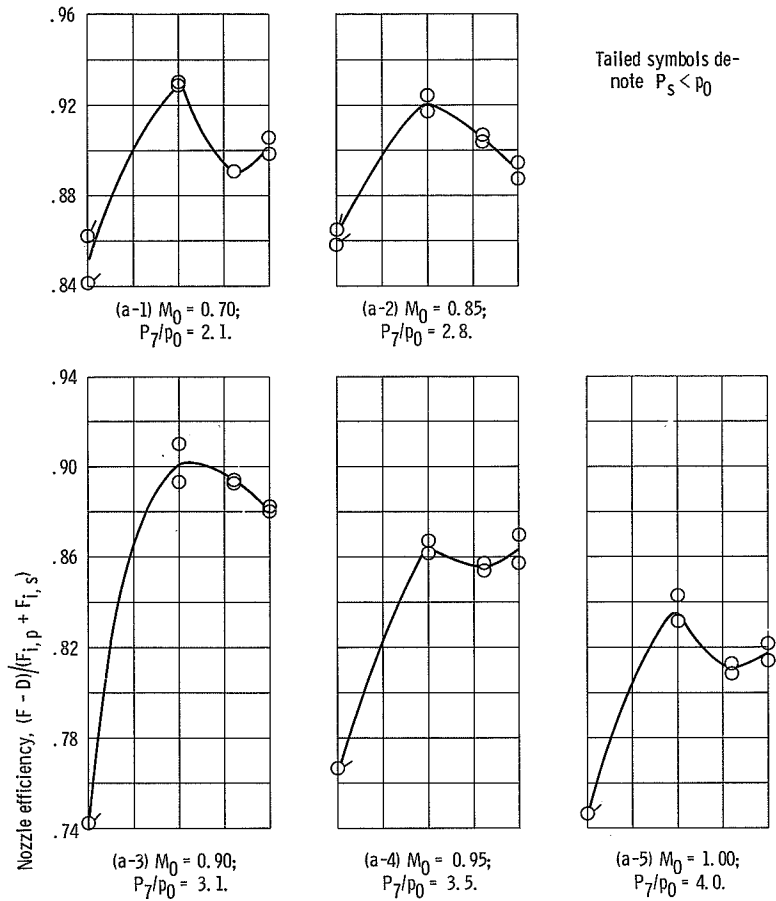 .96
.92
.88
.84
Tailed symbols de-
note P_s < p_0
(a-1) M_0 = 0.70;
P_7/p_0 = 2.1.
(a-2) M_0 = 0.85;
P_7/p_0 = 2.8.
Nozzle efficiency, (F - D)/(F_{i,p} + F_{i,s})
.94
.90
.86
.82
.78
.74
(a-3) M_0 = 0.90;
P_7/p_0 = 3.1.
(a-4) M_0 = 0.95;
P_7/p_0 = 3.5.
(a-5) M_0 = 1.00;
P_7/p_0 = 4.0.